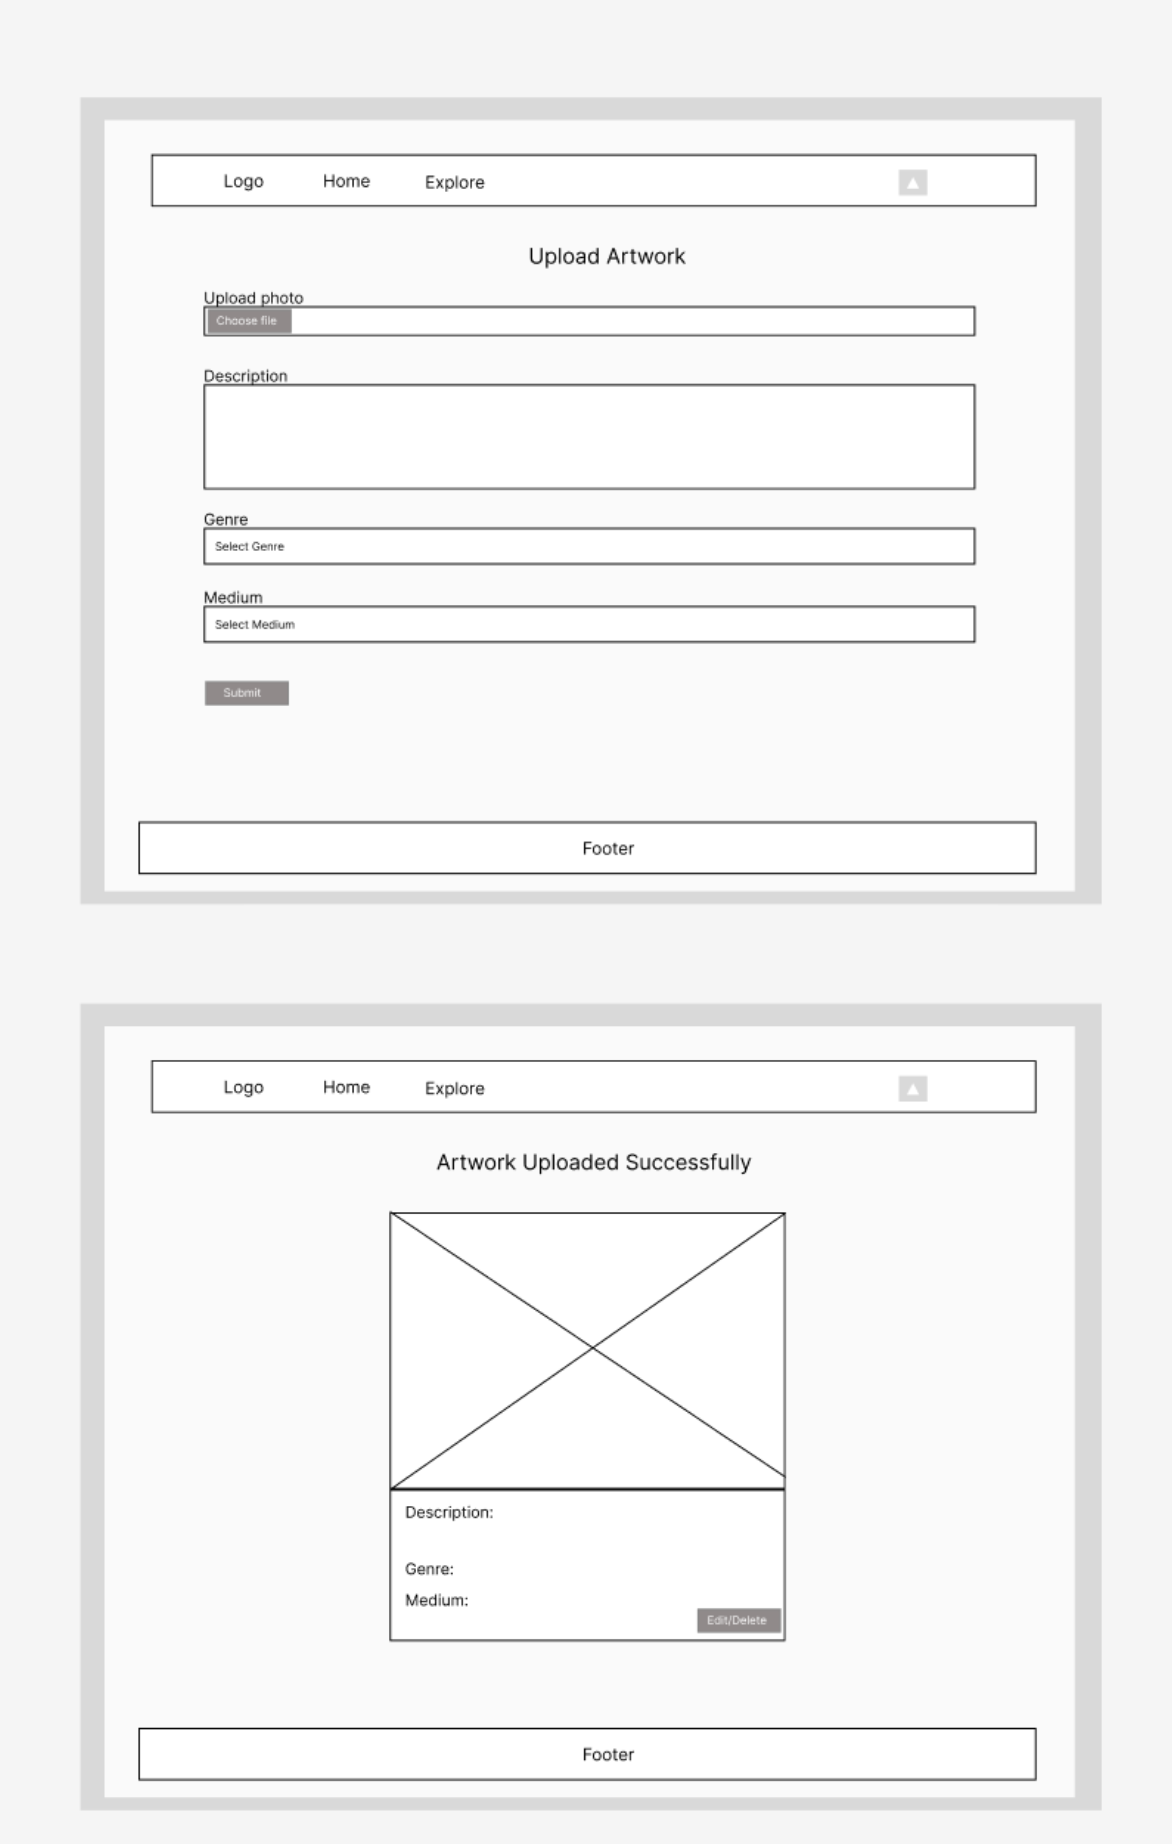 Logo Home Explore
Upload Artwork
Upload photo
Choose file
Description
Genre
Select Genre
Medium
Select Medium
Submit
Footer
Logo Home Explore
Artwork Uploaded Successfully
Description:
Genre:
Medium:
Edit/Delete
Footer